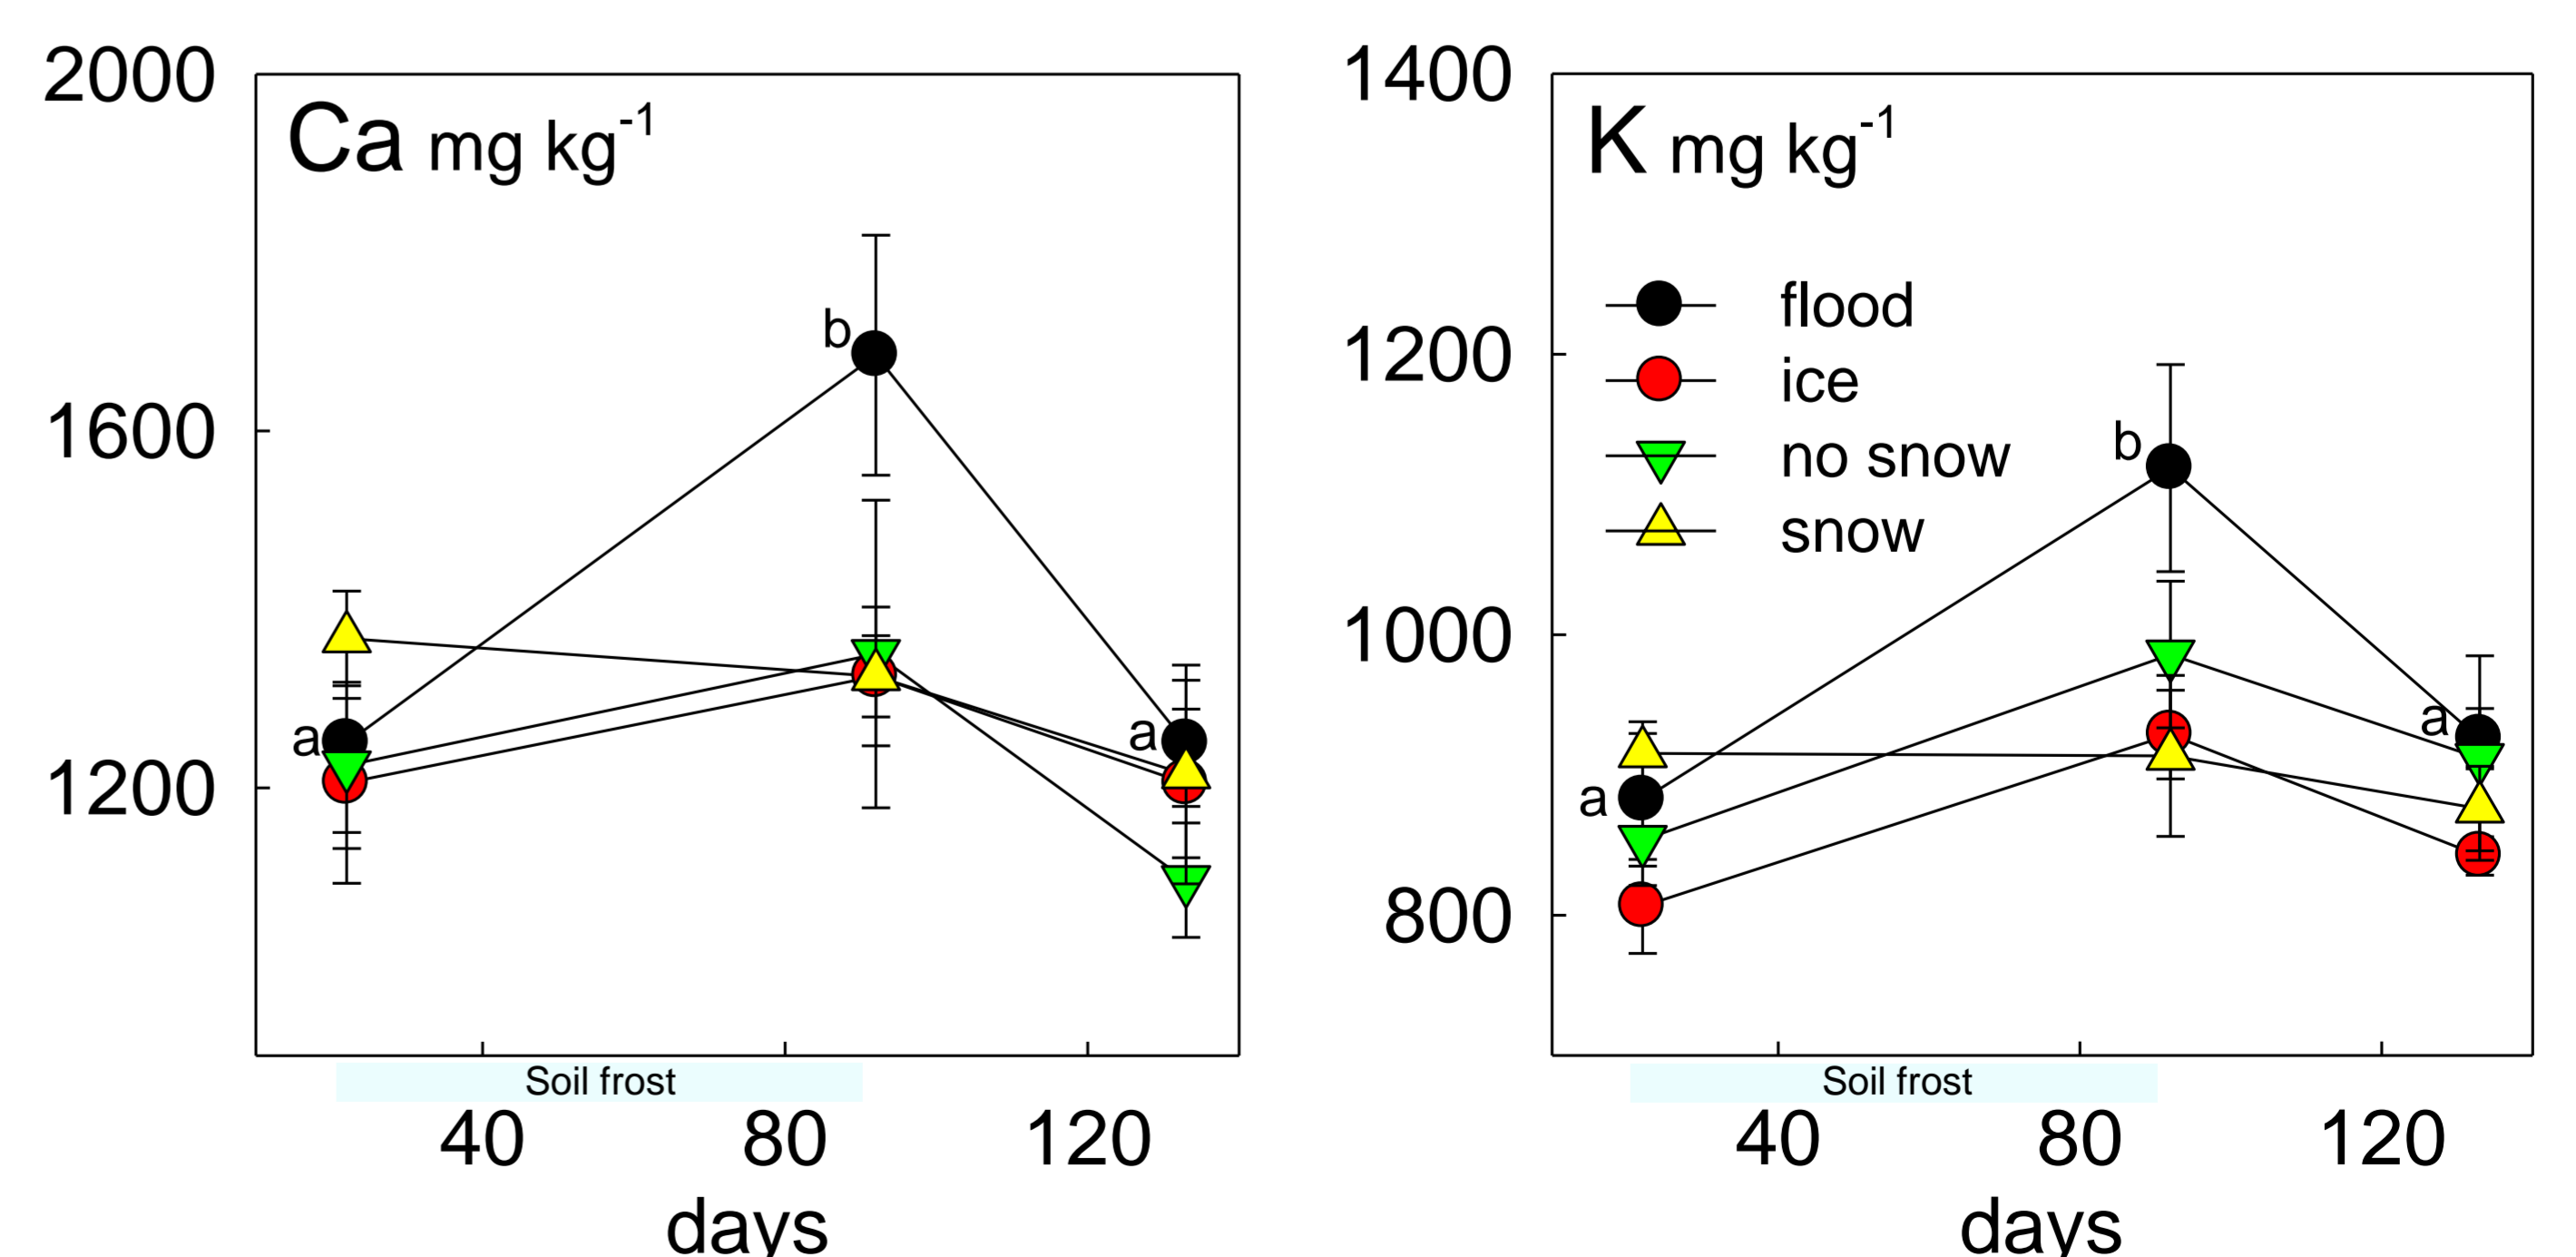 Ca mg kg-1
2000
1600
1200
b
a
a
Soil frost
40 80 120
days
K mg kg-1
1400
1200
1000
800
flood
ice
no snow
snow
b
a
a
Soil frost
40 80 120
days